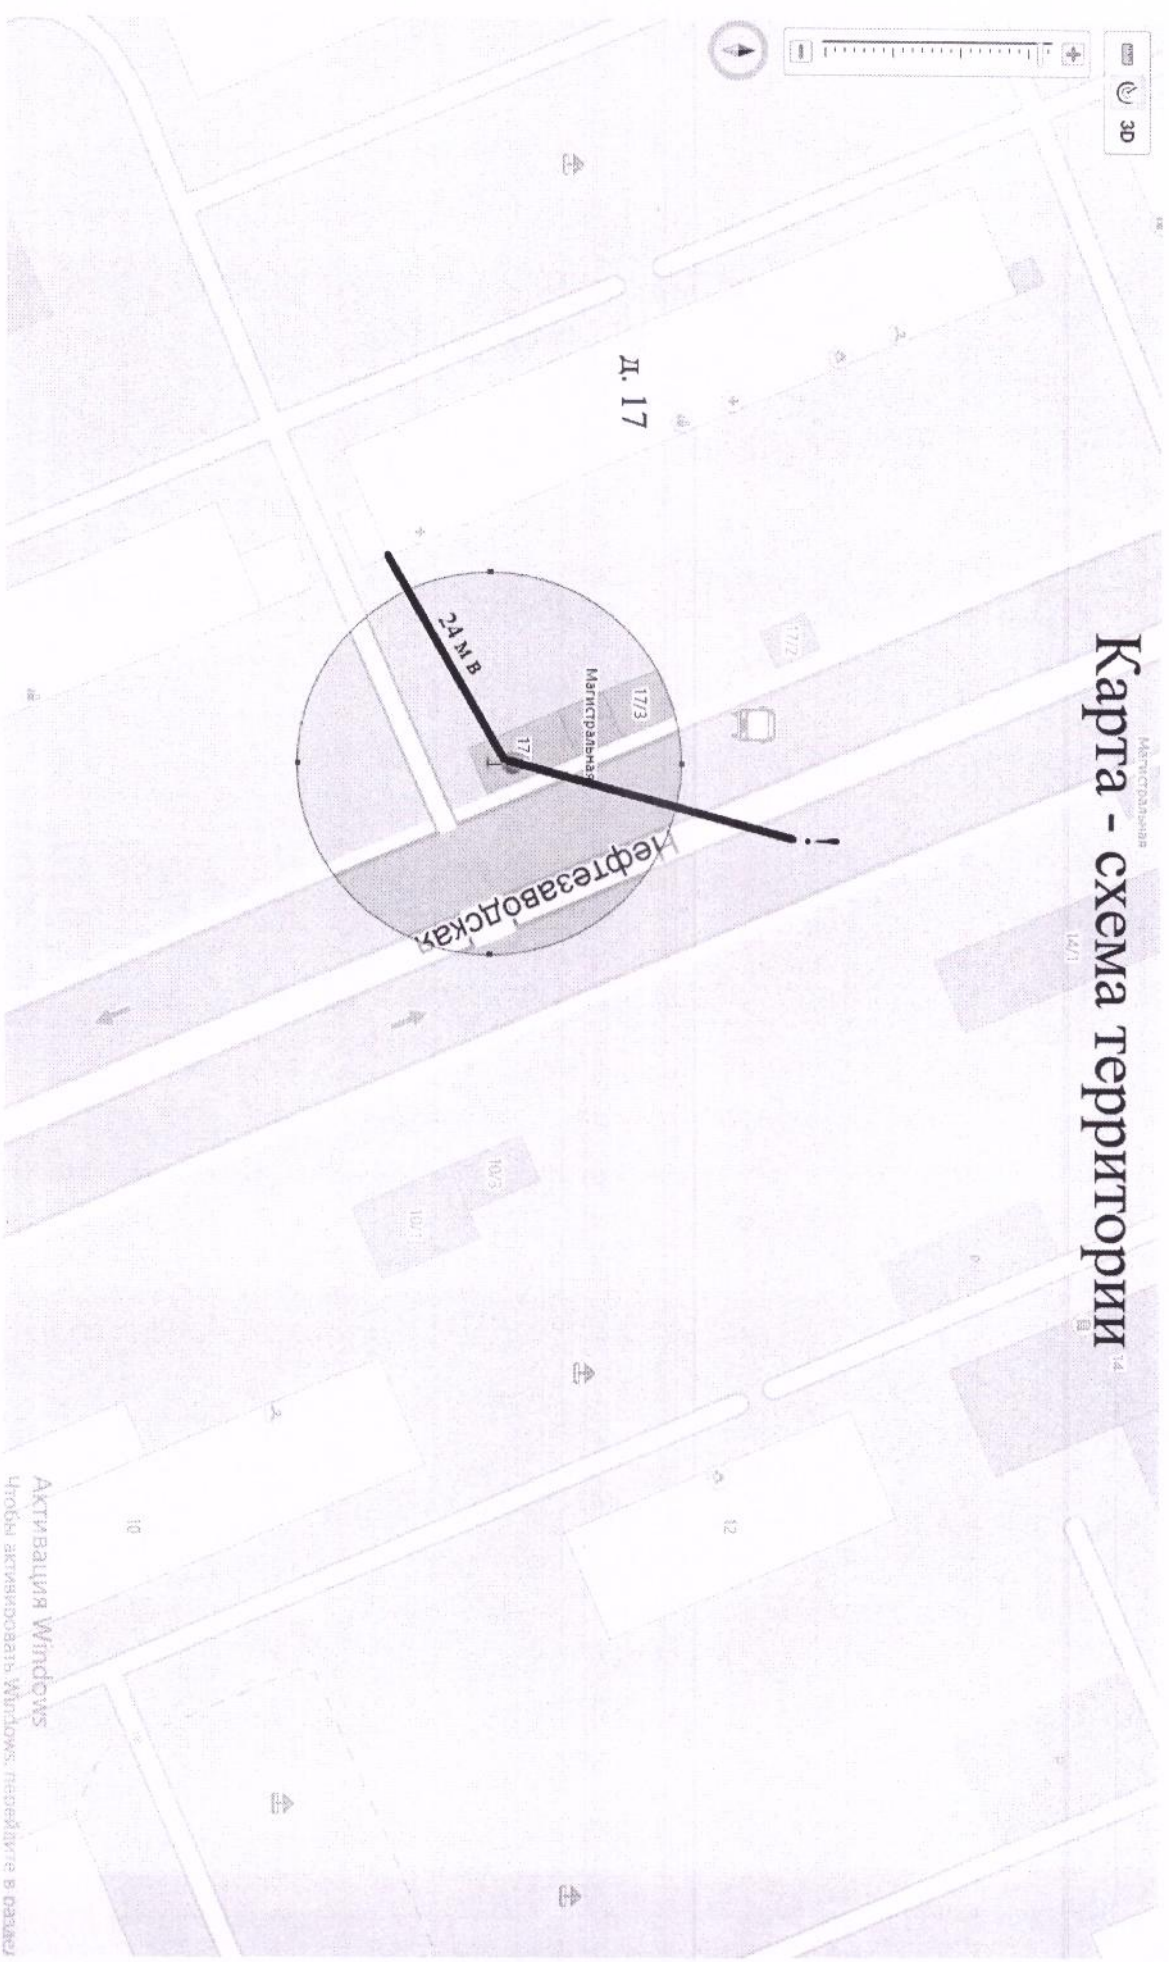 Карта - схема территории
3D
Магистральная
14
14/1
17/2
17/3
Магистральная
д. 17
12
17/
24 м в
Нефтезаводская
10/3
10/1
10
Активация Windows
Чтобы активировать Windows, перейдите в раздел